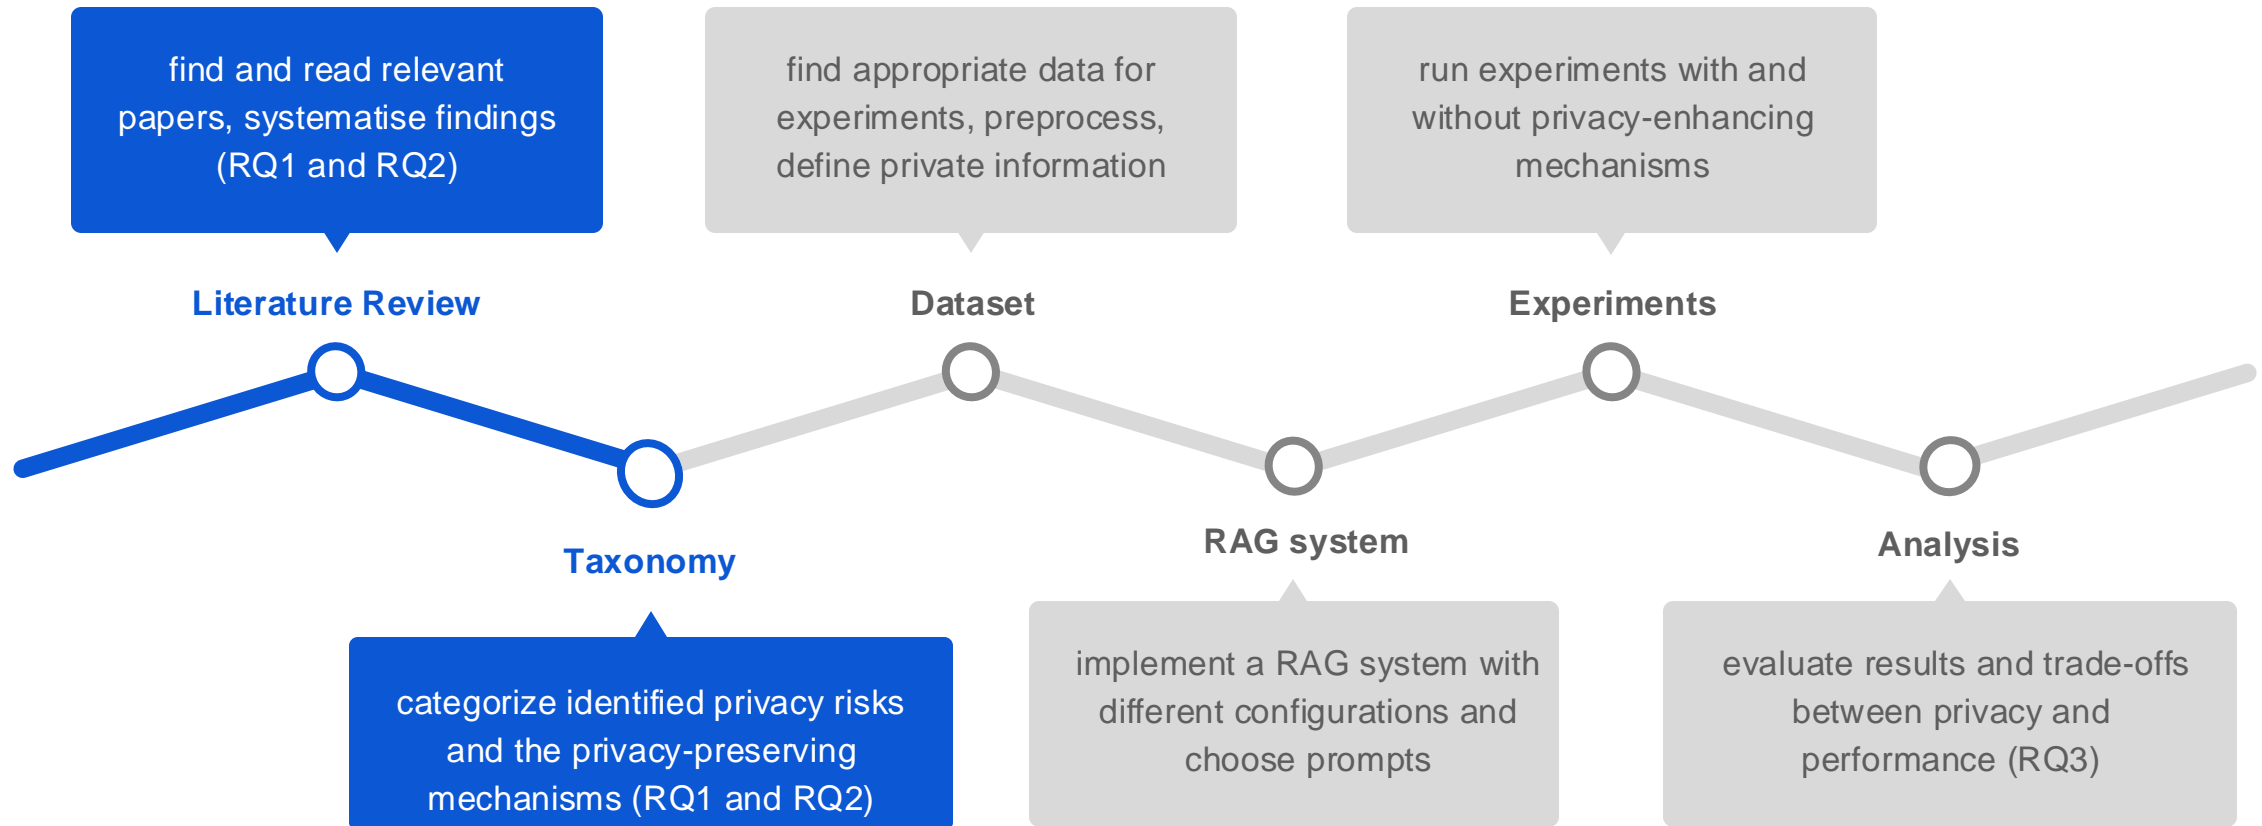 find and read relevant
papers, systematise findings
(RQ1 and RQ2)
Literature Review
Taxonomy
categorize identified privacy risks
and the privacy-preserving
mechanisms (RQ1 and RQ2)
find appropriate data for
experiments, preprocess,
define private information
Dataset
RAG system
implement a RAG system with
different configurations and
choose prompts
run experiments with and
without privacy-enhancing
mechanisms
Experiments
Analysis
evaluate results and trade-offs
between privacy and
performance (RQ3)